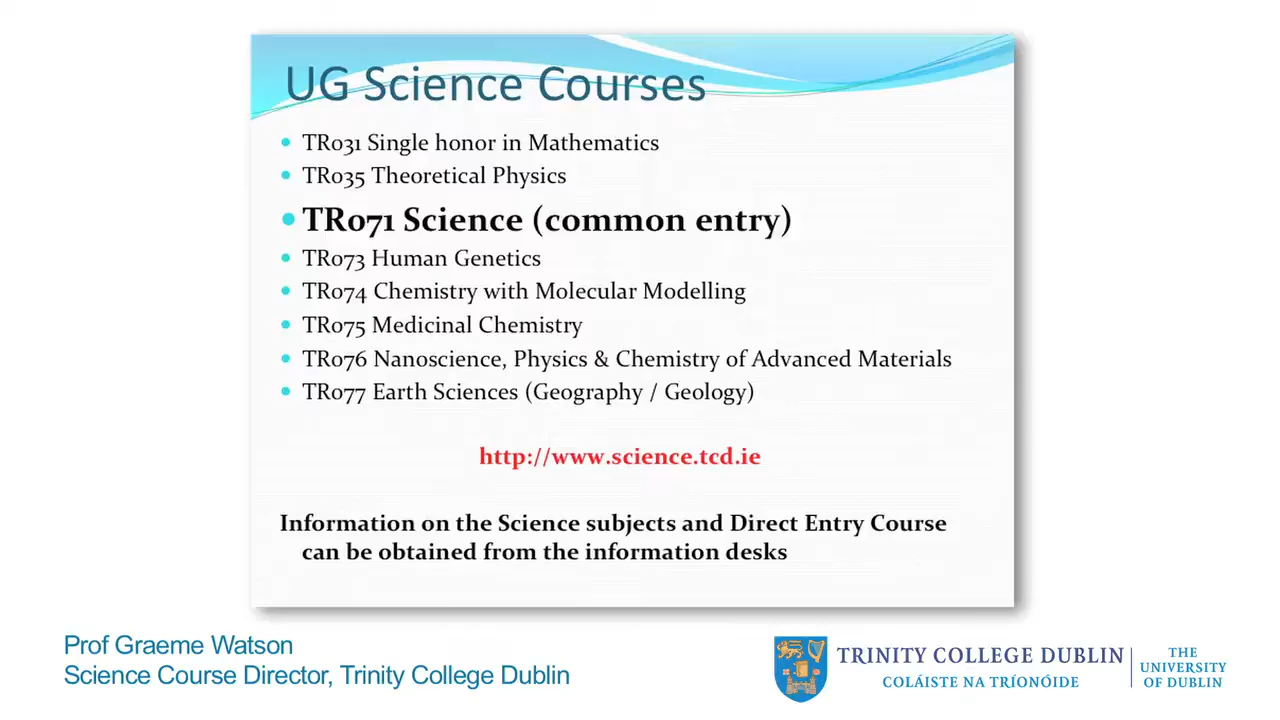 UG Science Courses
TR031 Single honor in Mathematics
TR035 Theoretical Physics
TR071 Science (common entry)
TR073 Human Genetics
TR074 Chemistry with Molecular Modelling
TR075 Medicinal Chemistry
TR076 Nanoscience, Physics & Chemistry of Advanced Materials
TR077 Earth Sciences (Geography / Geology)
http://www.science.tcd.ie
Information on the Science subjects and Direct Entry Course
can be obtained from the information desks
Prof Graeme Watson
Science Course Director, Trinity College Dublin
TRINITY COLLEGE DUBLIN
COLÁISTE NA TRÍONÓIDE
THE
UNIVERSITY
OF DUBLIN